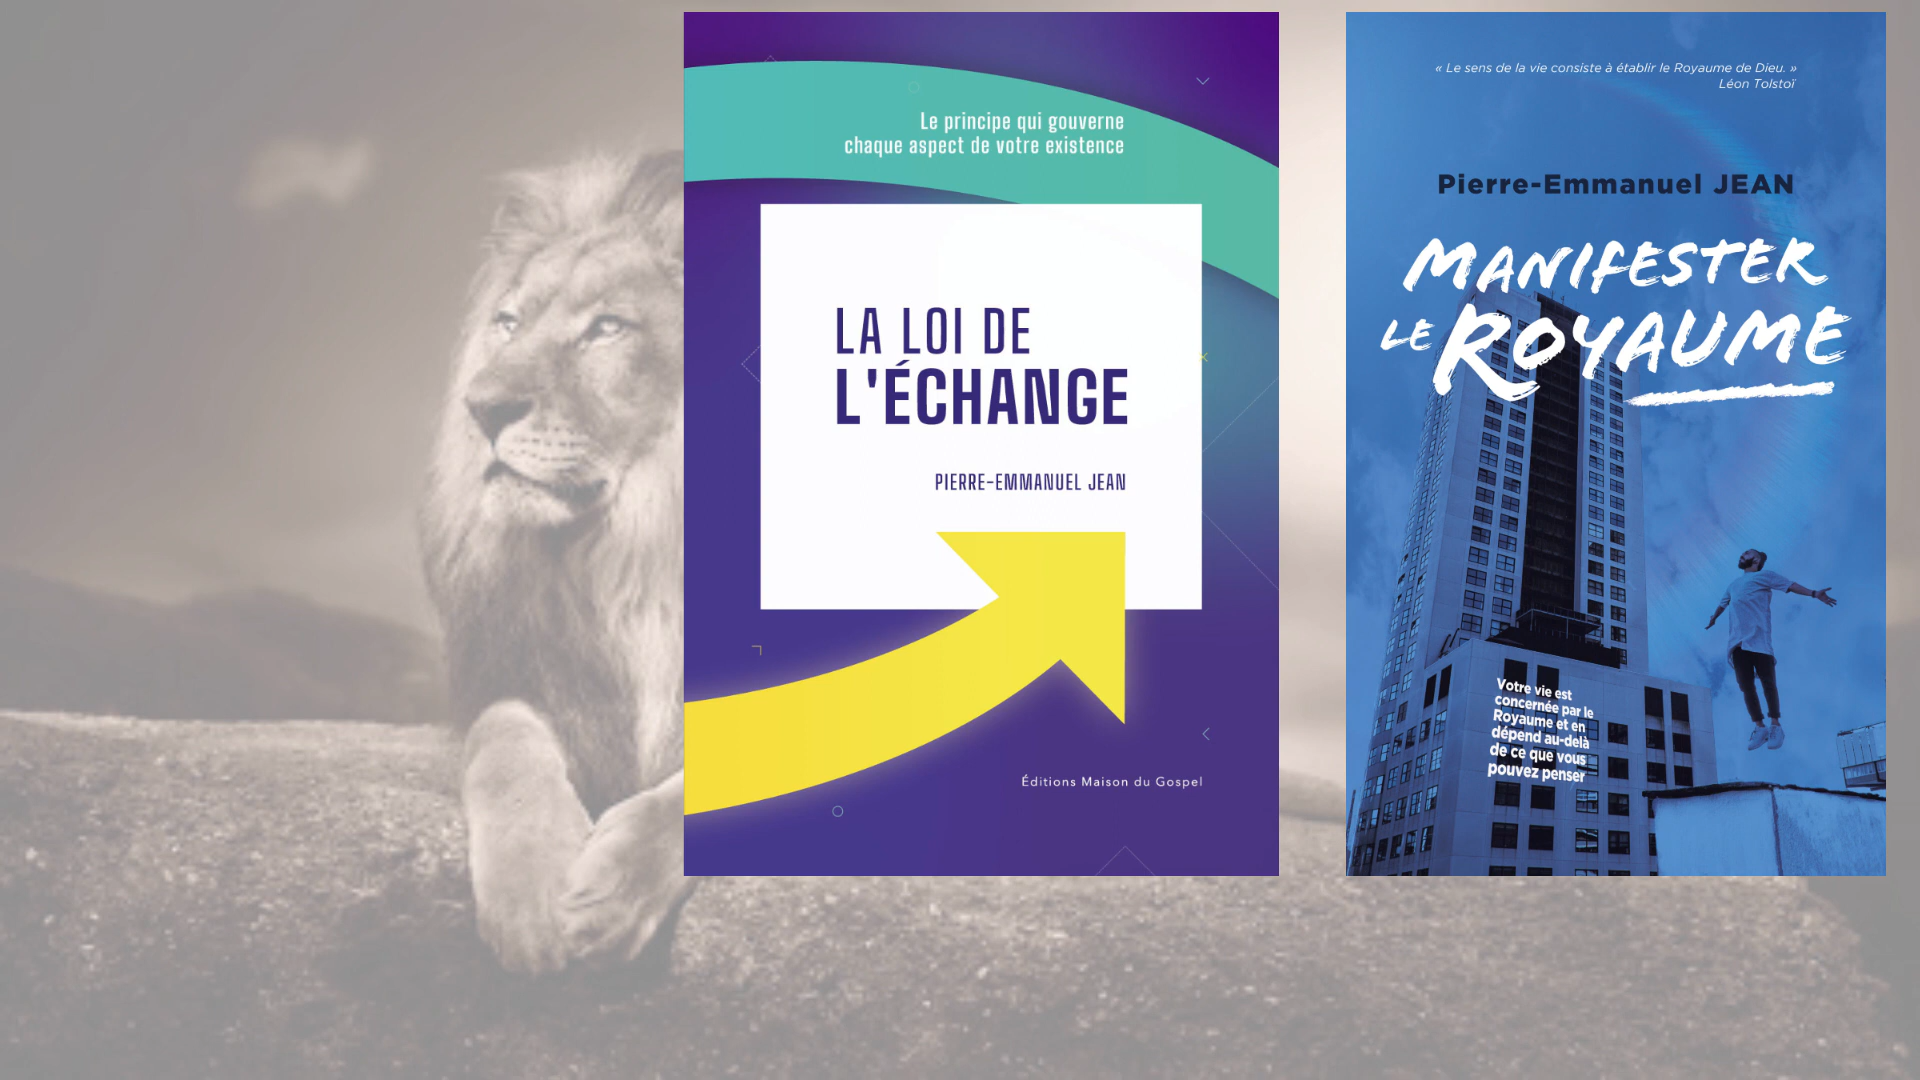 Le principe qui gouverne
chaque aspect de votre existence
LA LOI DE
L'ÉCHANGE
PIERRE-EMMANUEL JEAN
Éditions Maison du Gospel
« Le sens de la vie consiste à établir le Royaume de Dieu. »
Léon Tolstoï
Pierre-Emmanuel JEAN
MANIFESTER
LE ROYAUME
Votre vie est
concernée par le
Royaume et en
dépend au-delà
de ce que vous
pouvez penser